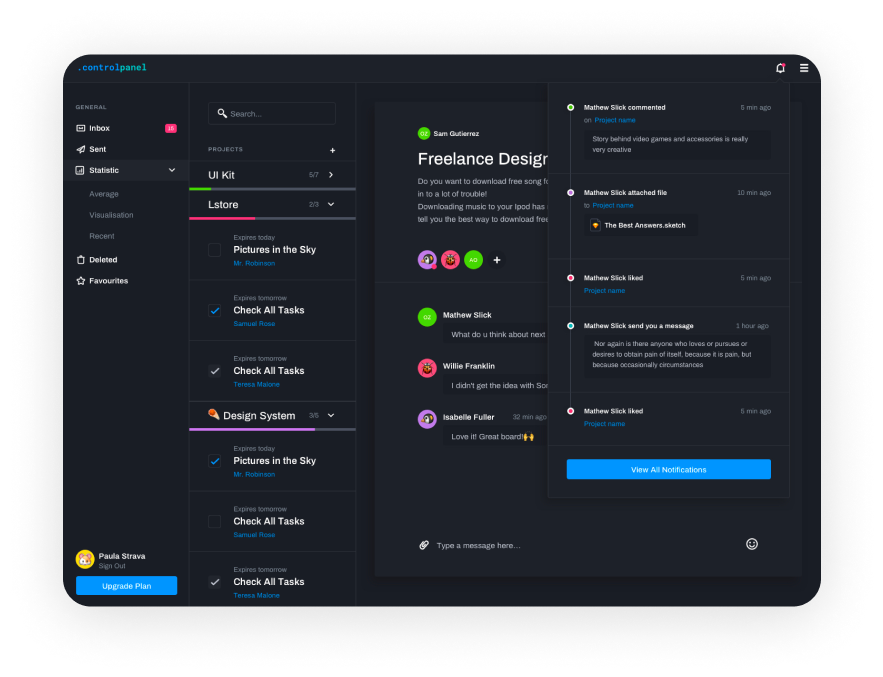 .controlpanel
GENERAL
Inbox
Sent
Statistic
Average
Visualisation
Recent
Deleted
Favourites
Paula Strava
Sign Out
Upgrade Plan
Search...
PROJECTS +
UI Kit 5/7
Lstore 2/3
Expires today
Pictures in the Sky
Mr. Robinson
Expires tomorrow
Check All Tasks
Samuel Rose
Expires tomorrow
Check All Tasks
Teresa Malone
Design System 3/5
Expires today
Pictures in the Sky
Mr. Robinson
Expires tomorrow
Check All Tasks
Samuel Rose
Expires tomorrow
Check All Tasks
Teresa Malone
OZ Sam Gutierrez
Freelance Design
Do you want to download free song fo
in to a lot of trouble!
Downloading music to your Ipod has
tell you the best way to download free
AG +
OZ Mathew Slick
What do u think about next
Willie Franklin
I didn't get the idea with Son
Isabelle Fuller 32 min ago
Love it! Great board!🙌
Type a message here...
Mathew Slick commented 5 min ago
on Project name
Story behind video games and accessories is really
very creative
Mathew Slick attached file 10 min ago
to Project name
The Best Answers.sketch
Mathew Slick liked 5 min ago
Project name
Mathew Slick send you a message 1 hour ago
Nor again is there anyone who loves or pursues or
desires to obtain pain of itself, because it is pain, but
because occasionally circumstances
Mathew Slick liked 5 min ago
Project name
View All Notifications